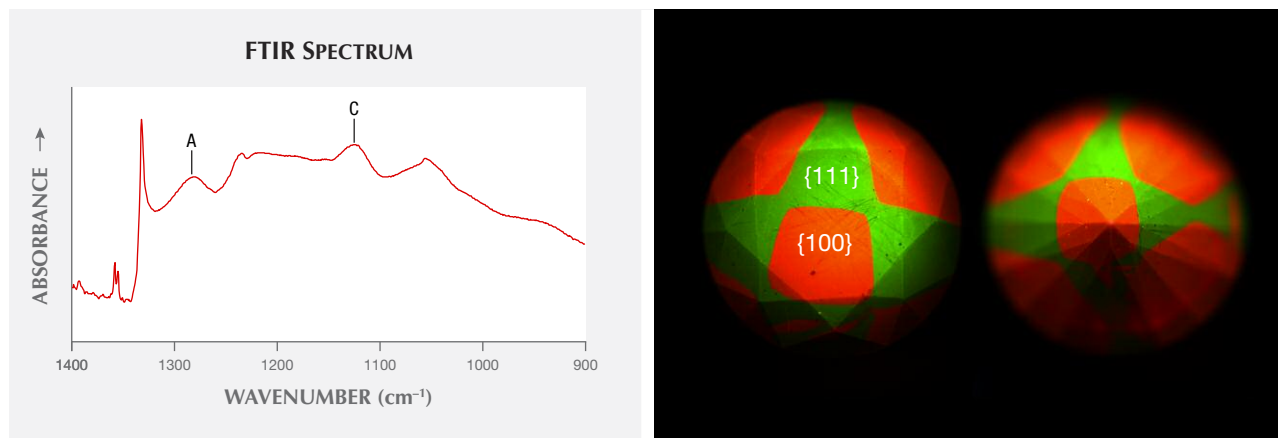 FTIR SPECTRUM
A
C
ABSORBANCE →
1400 1300 1200 1100 1000 900
WAVENUMBER (cm⁻¹)
{111}
{100}